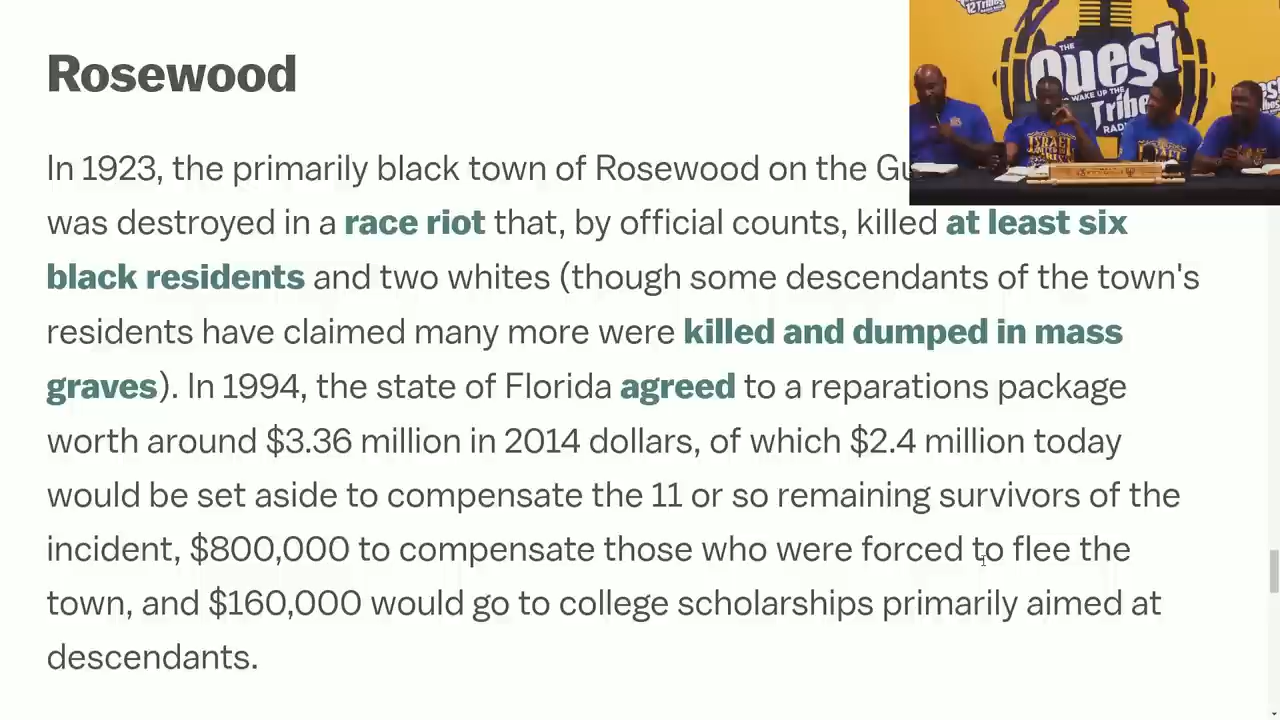 Rosewood
In 1923, the primarily black town of Rosewood on the
was destroyed in a race riot that, by official counts, killed at least six
black residents and two whites (though some descendants of the town's
residents have claimed many more were killed and dumped in mass
graves). In 1994, the state of Florida agreed to a reparations package
worth around $3.36 million in 2014 dollars, of which $2.4 million today
would be set aside to compensate the 11 or so remaining survivors of the
incident, $800,000 to compensate those who were forced to flee the
town, and $160,000 would go to college scholarships primarily aimed at
descendants.
12 Tribes
THE
Quest
WAKE UP THE
Tribe
RAD
ISRAEL